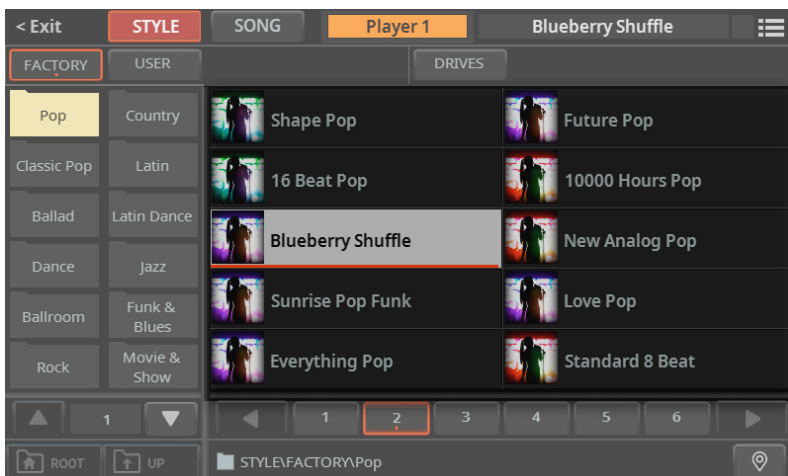 < Exit STYLE SONG Player 1 Blueberry Shuffle
FACTORY USER DRIVES
Pop Country
Classic Pop Latin
Ballad Latin Dance
Dance Jazz
Ballroom Funk &
Blues
Rock Movie &
Show
Shape Pop Future Pop
16 Beat Pop 10000 Hours Pop
Blueberry Shuffle New Analog Pop
Sunrise Pop Funk Love Pop
Everything Pop Standard 8 Beat
1 1 2 3 4 5 6
ROOT UP STYLE\FACTORY\Pop